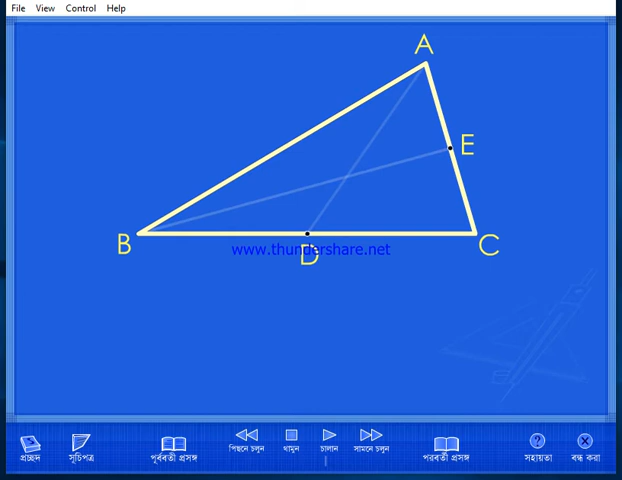 File View Control Help
A
E
B
C
D
www.thundershare.net
প্রচ্ছদ
সূচিপত্র
পূর্ববর্তী প্রসঙ্গ
পিছনে চলুন
থামুন
চালান
সামনে চলুন
পরবর্তী প্রসঙ্গ
সহায়তা
বন্ধ করা